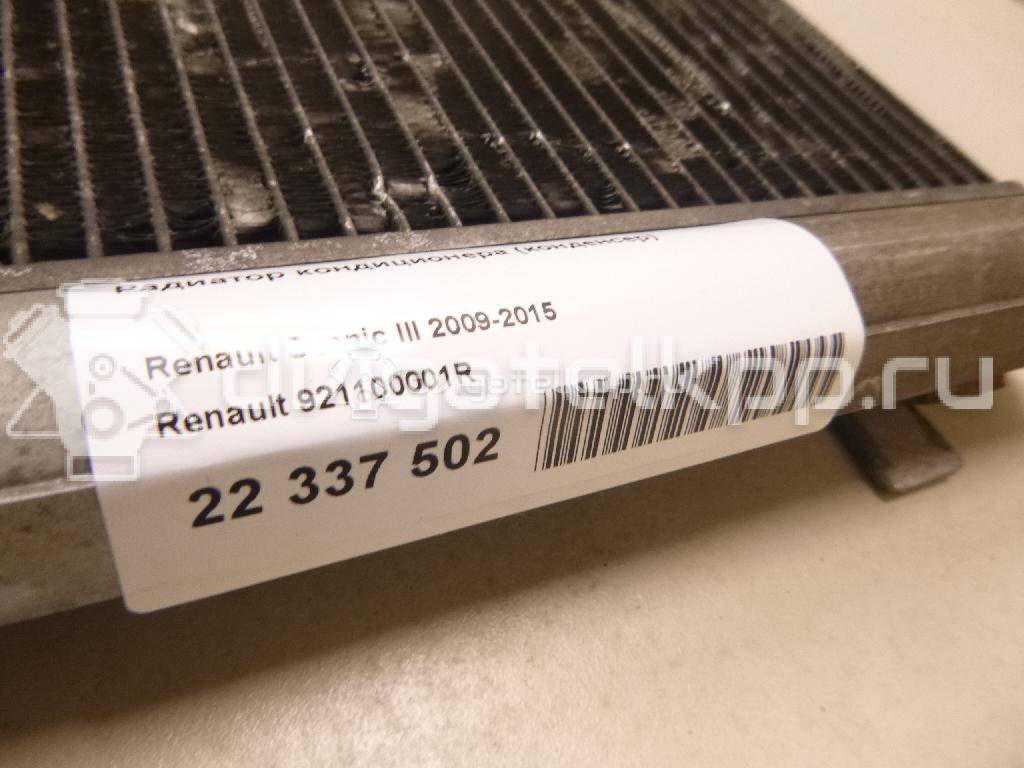 Радиатор кондиционера (конденсер)
Renault Scenic III 2009-2015
Renault 921100001R
22 337 502
dvigatelkpp.ru